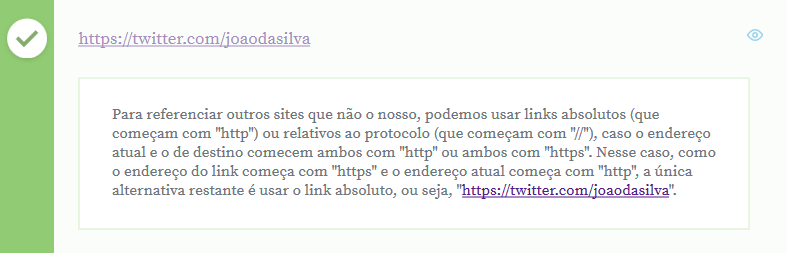 https://twitter.com/joaodasilva
Para referenciar outros sites que não o nosso, podemos usar links absolutos (que
começam com "http") ou relativos ao protocolo (que começam com "//"), caso o endereço
atual e o de destino comecem ambos com "http" ou ambos com "https". Nesse caso, como
o endereço do link começa com "https" e o endereço atual começa com "http", a única
alternativa restante é usar o link absoluto, ou seja, "https://twitter.com/joaodasilva".